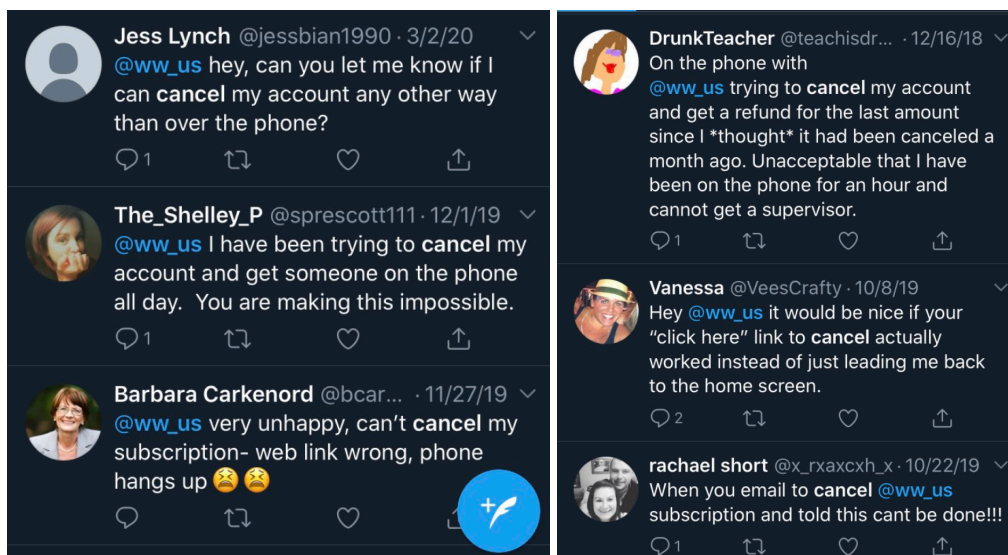 Jess Lynch @jessbian1990 · 3/2/20
@ww_us hey, can you let me know if I
can cancel my account any other way
than over the phone?
1
The_Shelley_P @sprescott111 · 12/1/19
@ww_us I have been trying to cancel my
account and get someone on the phone
all day.  You are making this impossible.
1
Barbara Carkenord @bcar... · 11/27/19
@ww_us very unhappy, can't cancel my
subscription- web link wrong, phone
hangs up 😫 😫
DrunkTeacher @teachisdr... · 12/16/18
On the phone with
@ww_us trying to cancel my account
and get a refund for the last amount
since I *thought* it had been canceled a
month ago. Unacceptable that I have
been on the phone for an hour and
cannot get a supervisor.
1
Vanessa @VeesCrafty · 10/8/19
Hey @ww_us it would be nice if your
“click here” link to cancel actually
worked instead of just leading me back
to the home screen.
2
rachael short @x_rxaxcxh_x · 10/22/19
When you email to cancel @ww_us
subscription and told this cant be done!!!
1